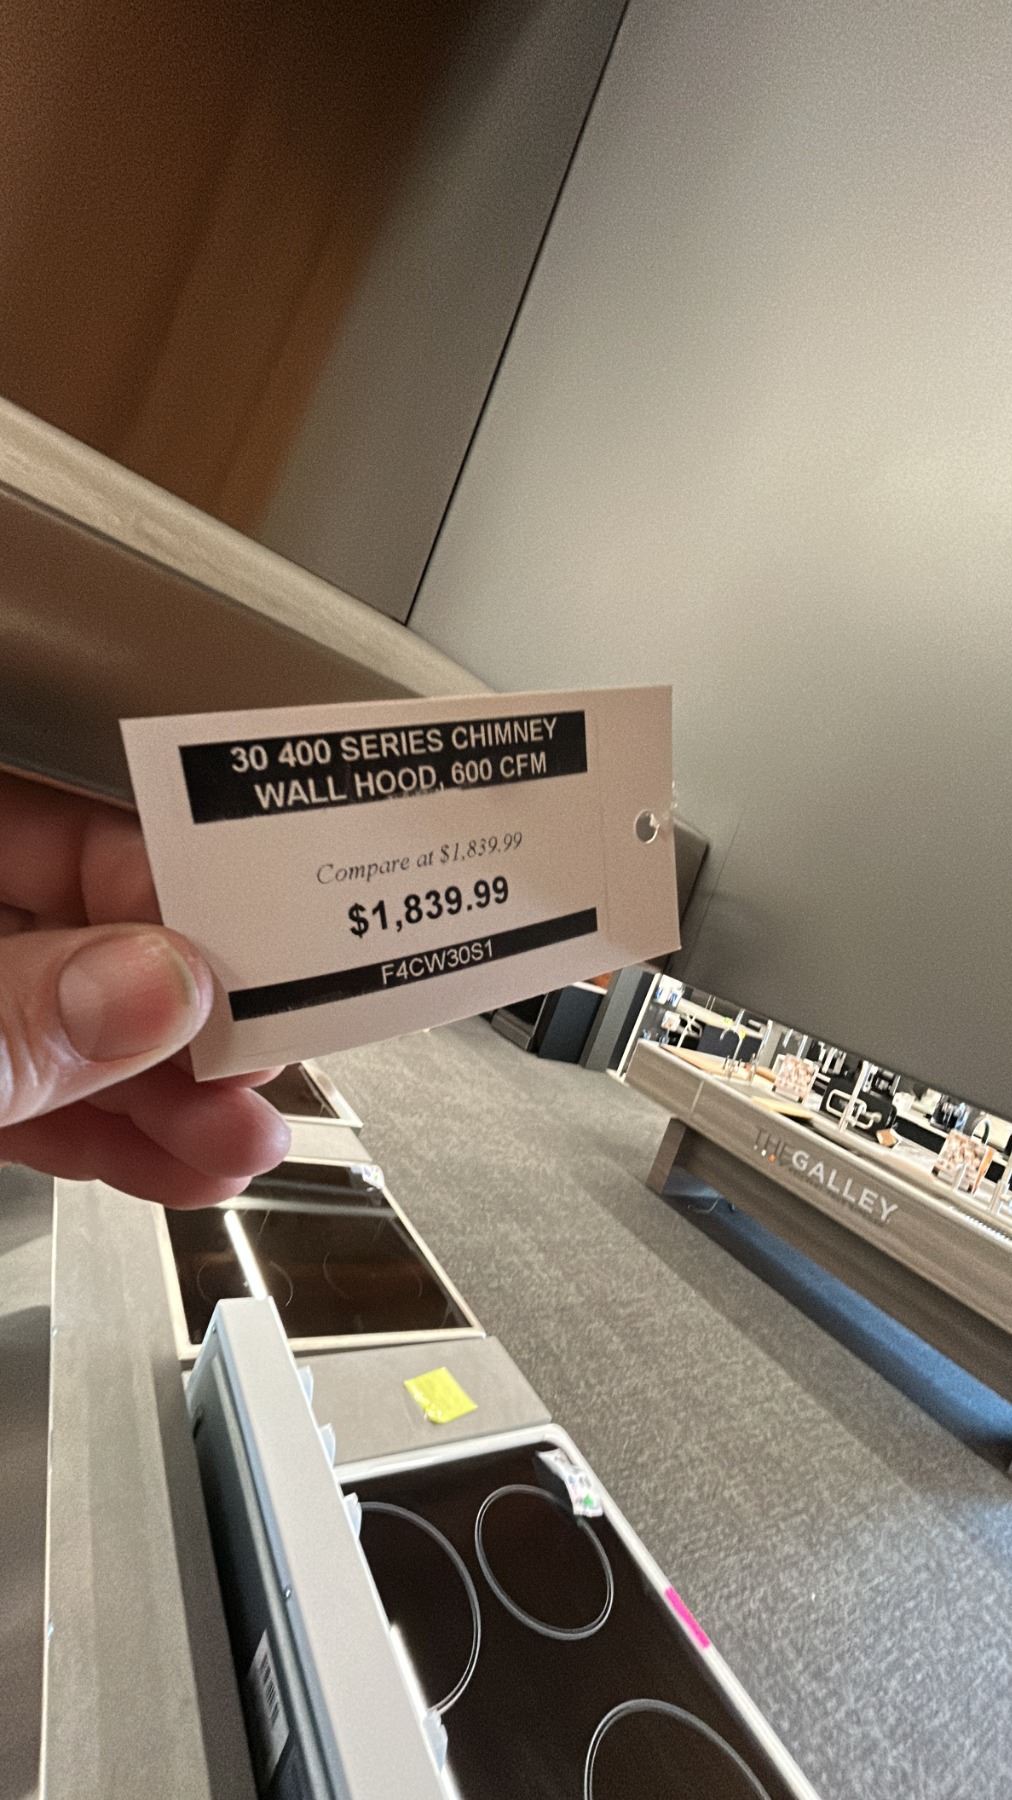 30 400 SERIES CHIMNEY
WALL HOOD, 600 CFM
Compare at $1,839.99
$1,839.99
F4CW30S1
THE GALLEY